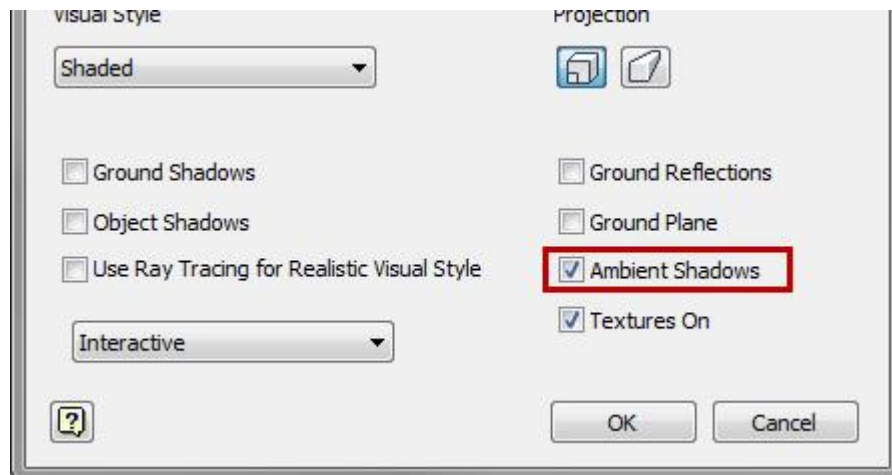 Visual Style
Projection
Shaded
Ground Shadows
Ground Reflections
Object Shadows
Ground Plane
Use Ray Tracing for Realistic Visual Style
Ambient Shadows
Textures On
Interactive
?
OK
Cancel